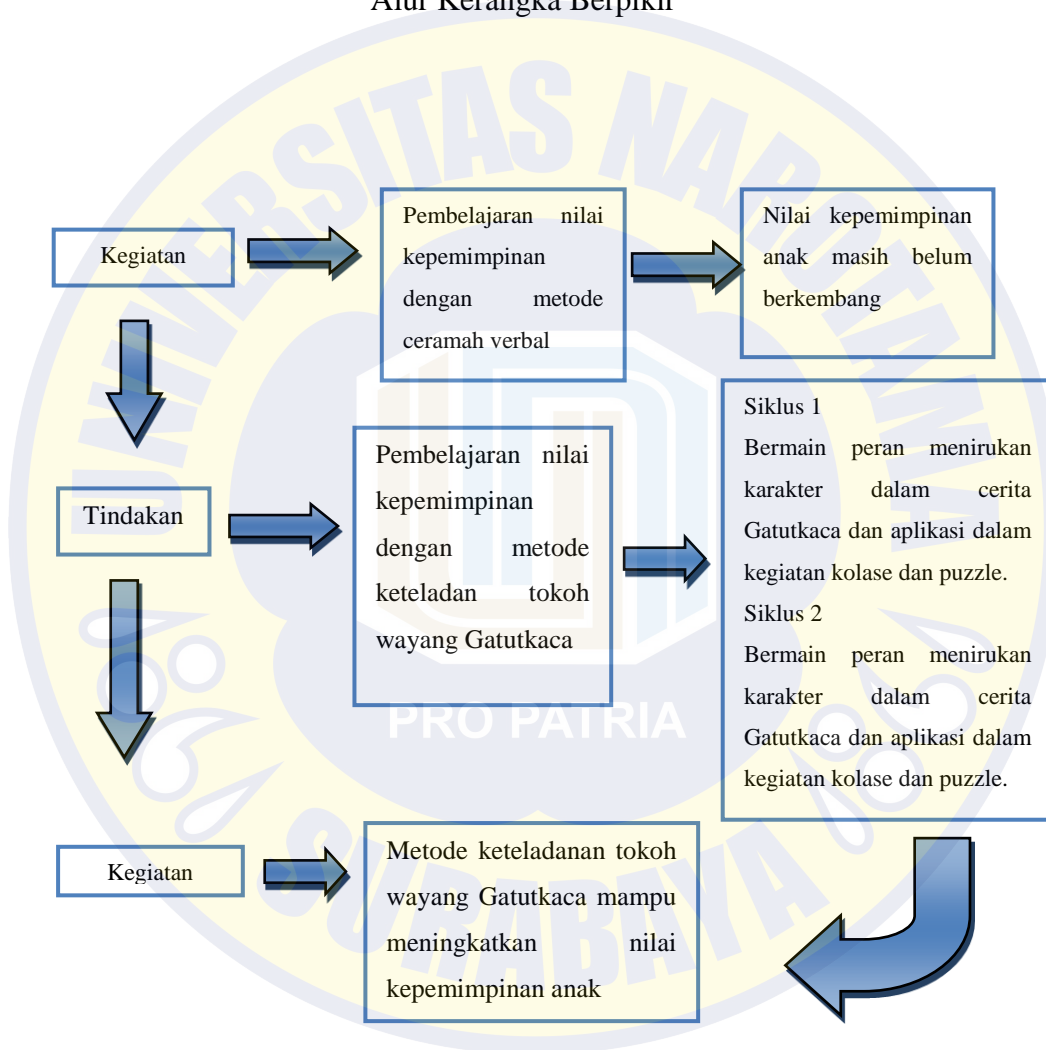 Alur Kerangka Berpikir
Kegiatan
Pembelajaran nilai
kepemimpinan
dengan metode
ceramah verbal
Nilai kepemimpinan
anak masih belum
berkembang
Tindakan
Pembelajaran nilai
kepemimpinan
dengan metode
keteladan tokoh
wayang Gatutkaca
Siklus 1
Bermain peran menirukan
karakter dalam cerita
Gatutkaca dan aplikasi dalam
kegiatan kolase dan puzzle.
Siklus 2
Bermain peran menirukan
karakter dalam cerita
Gatutkaca dan aplikasi dalam
kegiatan kolase dan puzzle.
Kegiatan
Metode keteladanan tokoh
wayang Gatutkaca mampu
meningkatkan nilai
kepemimpinan anak
UNIVERSITAS NAROTAMA
PRO PATRIA
SURABAYA